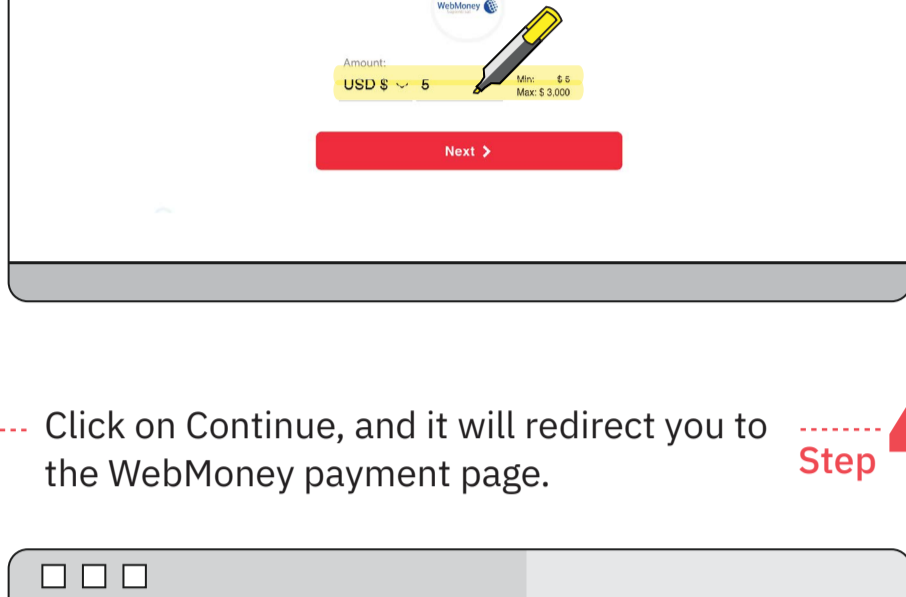 WebMoney
Amount:
USD $ 5
Min: $ 5
Max: $ 3,000
Next
Click on Continue, and it will redirect you to
the WebMoney payment page.
Step